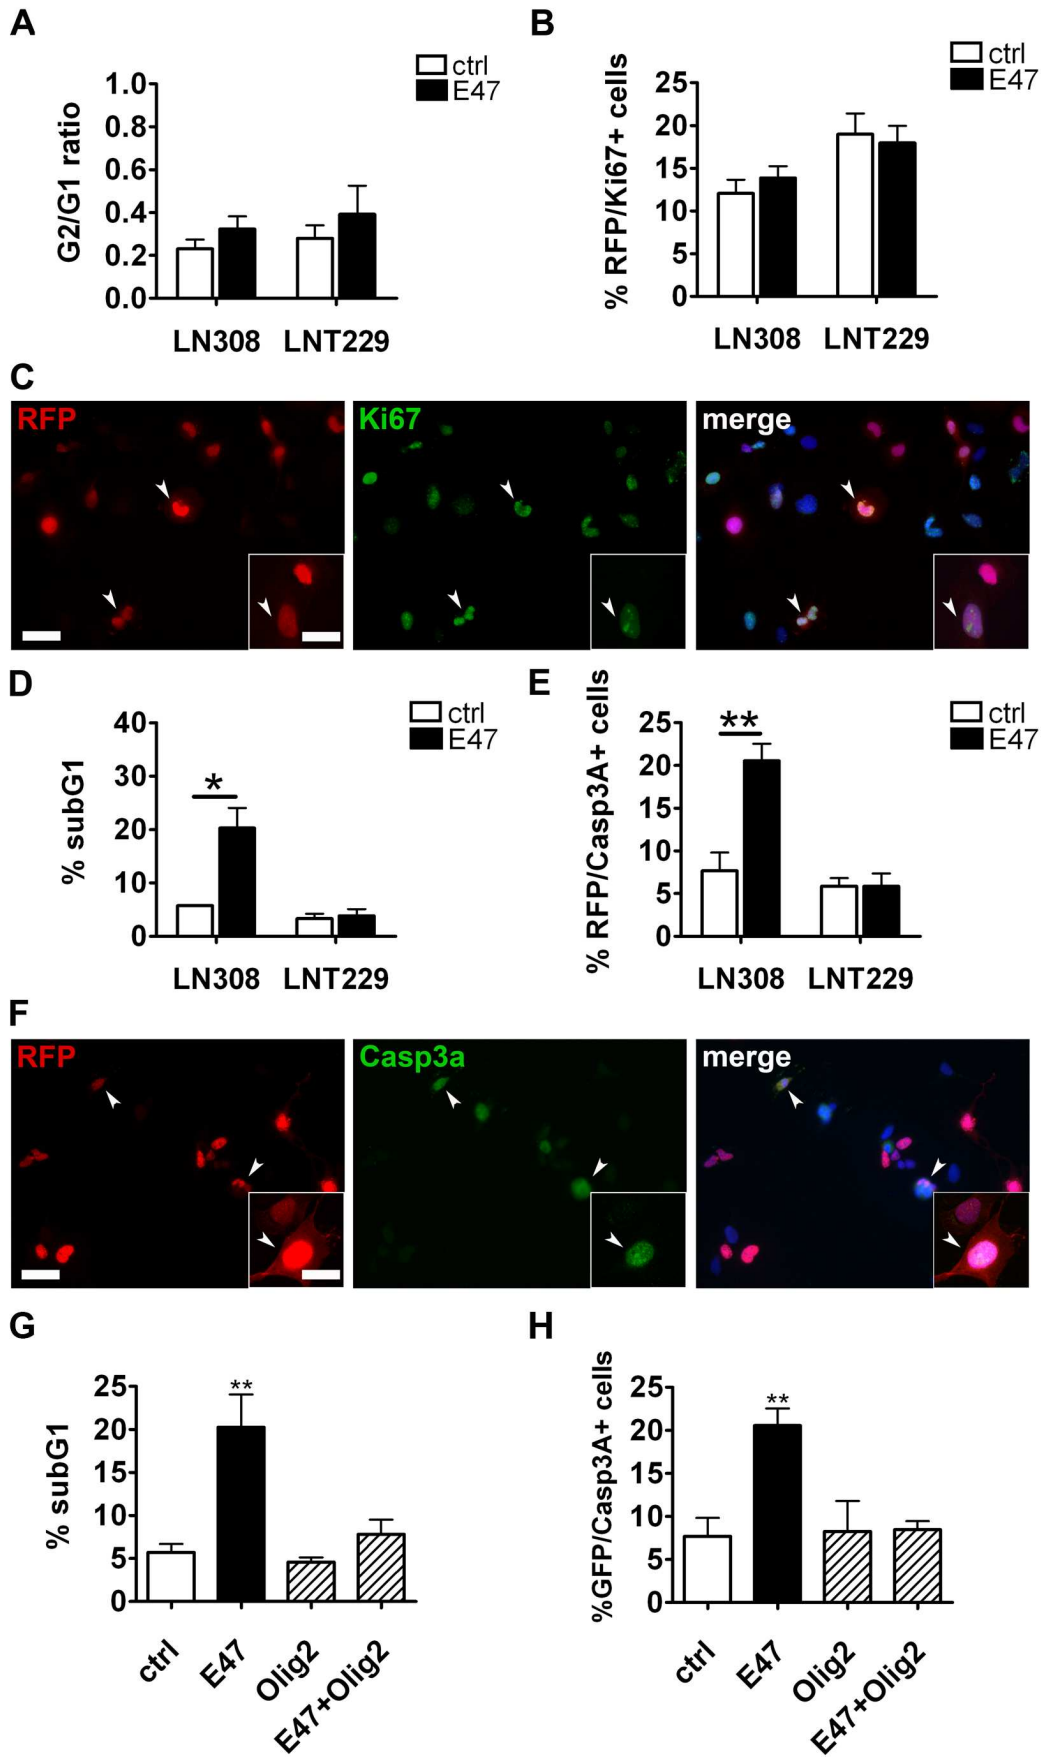 A
ctrl
E47
G2/G1 ratio
1.0
0.8
0.6
0.4
0.2
0.0
LN308 LNT229
B
ctrl
E47
% RFP/Ki67+ cells
25
20
15
10
5
0
LN308 LNT229
C
RFP
Ki67
merge
D
ctrl
E47
% subG1
40
30
20
10
0
*
LN308 LNT229
E
ctrl
E47
% RFP/Casp3A+ cells
25
20
15
10
5
0
**
LN308 LNT229
F
RFP
Casp3a
merge
G
% subG1
25
20
15
10
5
0
**
ctrl
E47
Olig2
E47+Olig2
H
%GFP/Casp3A+ cells
25
20
15
10
5
0
**
ctrl
E47
Olig2
E47+Olig2